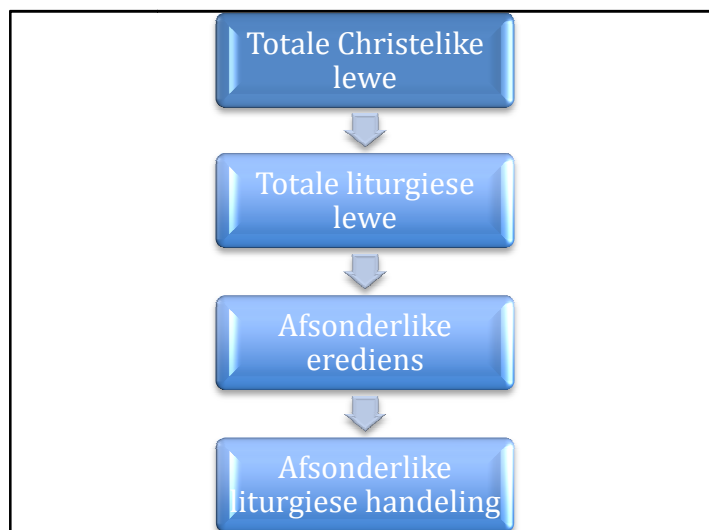 Totale Christelike
lewe
Totale liturgiese
lewe
Afsonderlike
erediens
Afsonderlike
liturgiese handeling